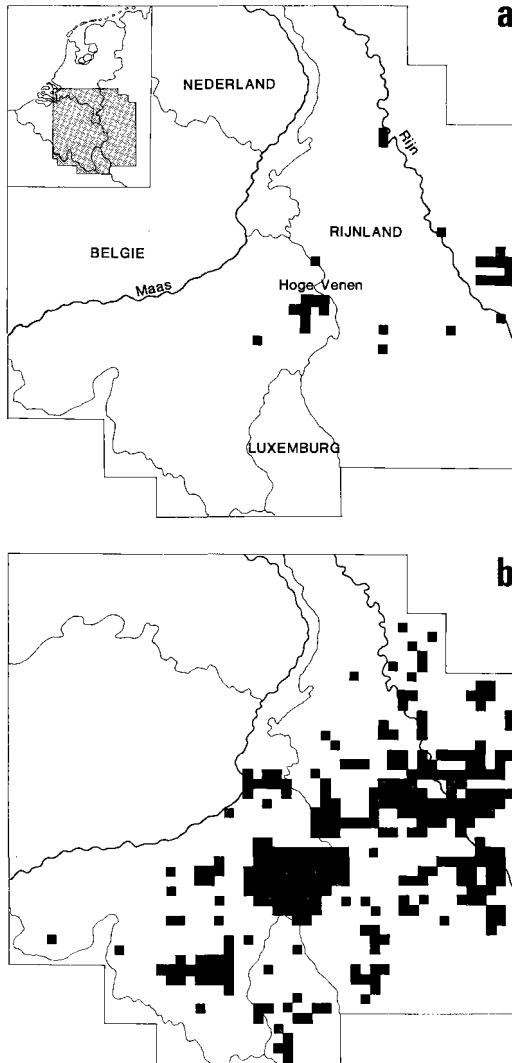 a
NEDERLAND
Rijn
RIJNLAND
BELGIE
Maas
Hoge Venen
LUXEMBURG
b